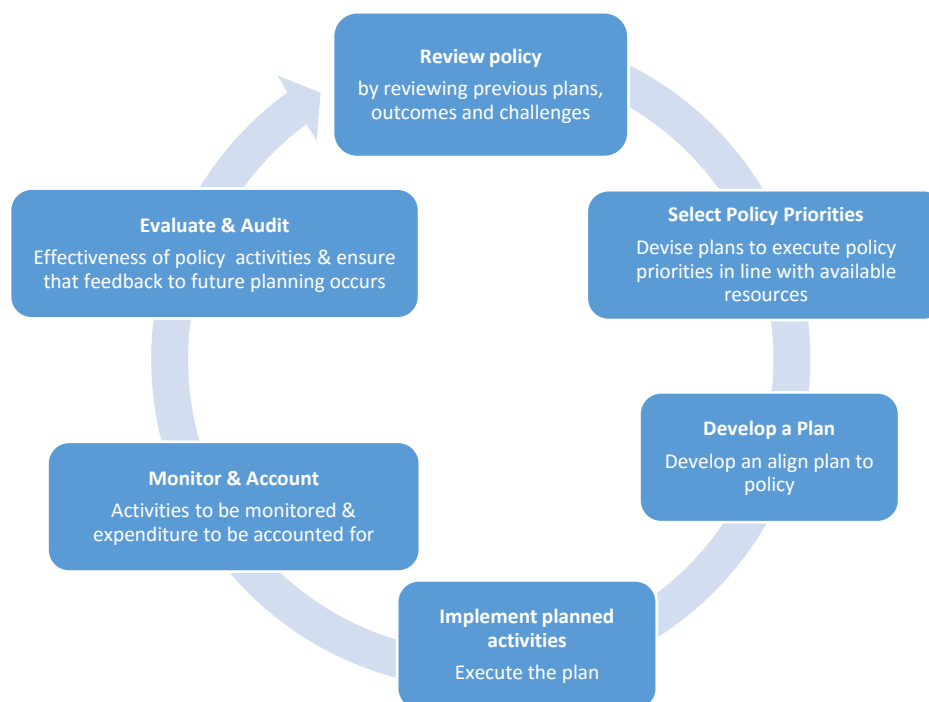 Review policy
by reviewing previous plans,
outcomes and challenges
Select Policy Priorities
Devise plans to execute policy
priorities in line with available
resources
Develop a Plan
Develop an align plan to
policy
Implement planned
activities
Execute the plan
Monitor & Account
Activities to be monitored &
expenditure to be accounted for
Evaluate & Audit
Effectiveness of policy  activities & ensure
that feedback to future planning occurs